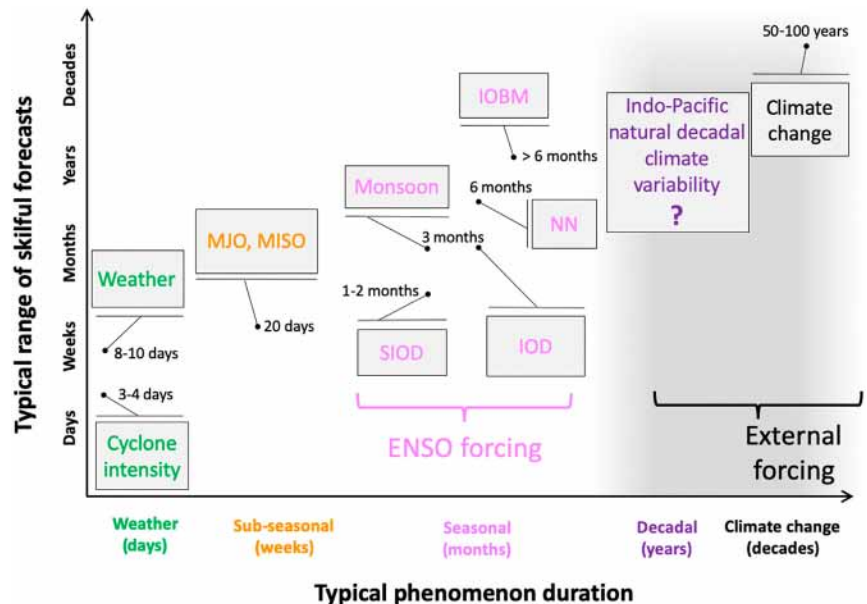 Typical range of skilful forecasts
Decades
Years
Months
Weeks
Days
50-100 years
IOBM
Indo-Pacific
natural decadal
climate
variability
?
Climate
change
> 6 months
Monsoon
6 months
NN
MJO, MISO
3 months
Weather
1-2 months
20 days
8-10 days
SIOD
IOD
3-4 days
Cyclone
intensity
ENSO forcing
External
forcing
Weather
(days)
Sub-seasonal
(weeks)
Seasonal
(months)
Decadal
(years)
Climate change
(decades)
Typical phenomenon duration